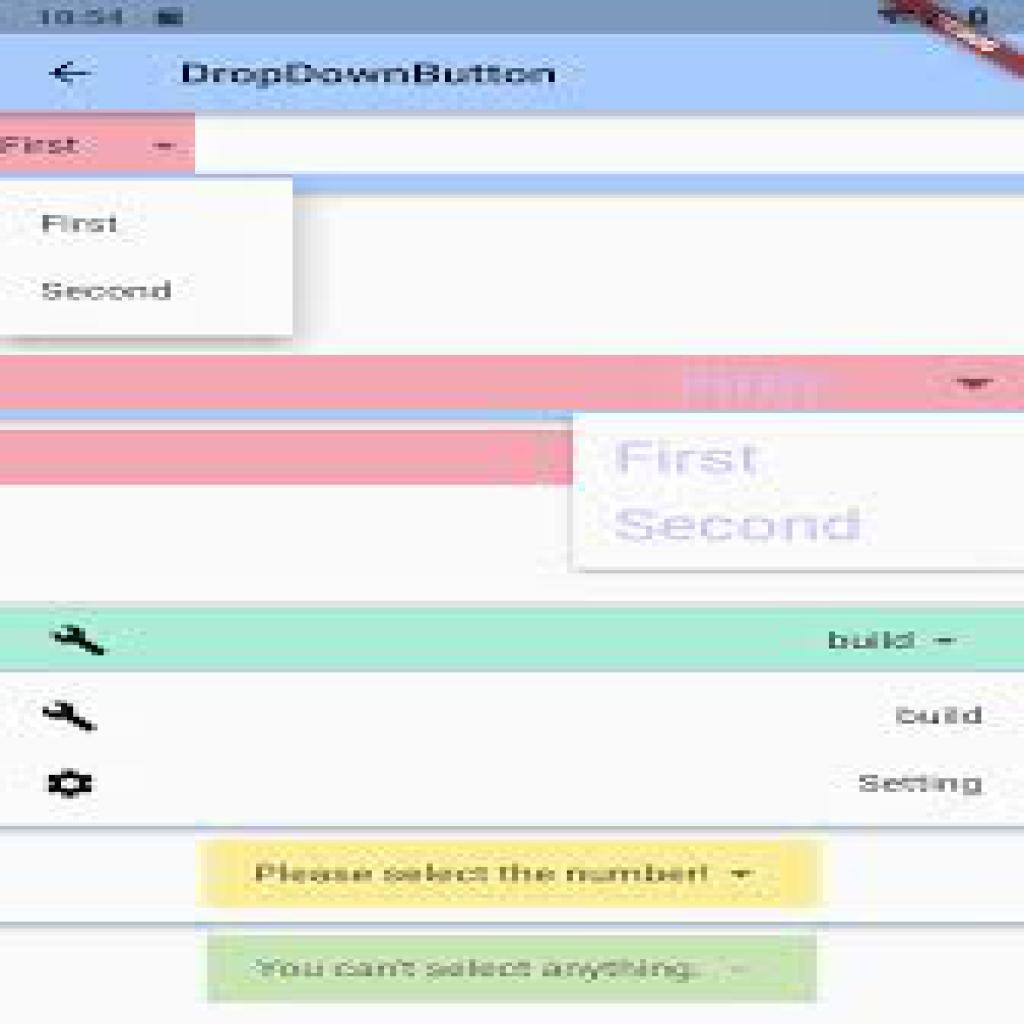 10:54
DropDownButton
First
First
Second
First
Second
build
build
Setting
Please select the number!
You can't select anything.